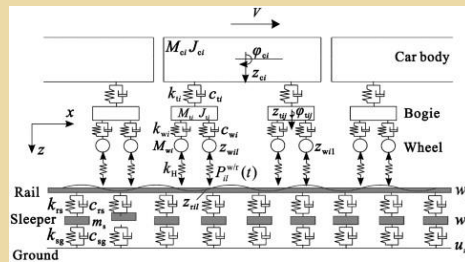 V
M_ci J_ci
φ_ci
z_ci
Car body
k_ti
c_ti
x
z
M_ti J_ti
z_tij
φ_tij
Bogie
k_wi
c_wi
M_wi
z_wil
z_wi1
Wheel
k_H
P_il^w/r(t)
Rail
z_ril
w
k_rs
c_rs
Sleeper
m_s
w
k_sg
c_sg
Ground
u